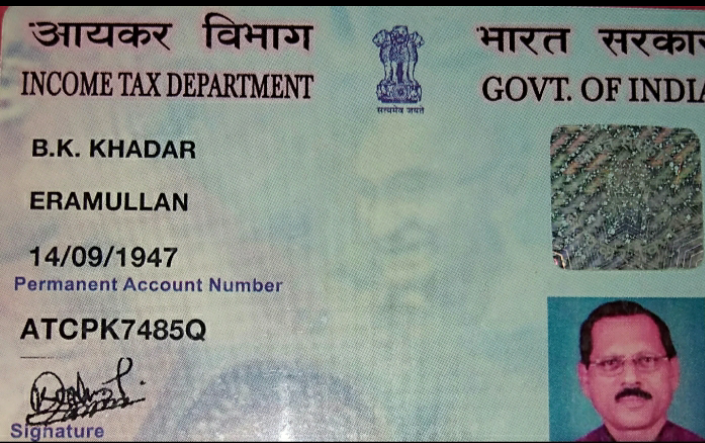 आयकर विभाग
INCOME TAX DEPARTMENT
सत्यमेव जयते
भारत सरकार
GOVT. OF INDIA
B.K. KHADAR
ERAMULLAN
14/09/1947
Permanent Account Number
ATCPK7485Q
Signature